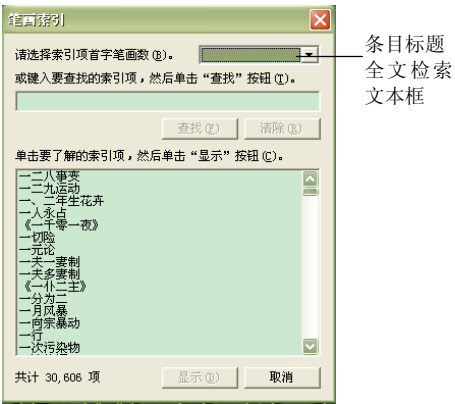 笔画索引
请选择索引项首字笔画数(B)。
或键入要查找的索引项，然后单击“查找”按钮(T)。
查找(F)
清除(R)
单击要了解的索引项，然后单击“显示”按钮(C)。
一二八事变
一二九运动
一、二年生花卉
一人永占
《一千零一夜》
一切险
一元论
一夫一妻制
一夫多妻制
《一仆二主》
一分为二
一月风暴
一向宗暴动
一行
一次污染物
共计 30,606 项
显示(D)
取消
条目标题
全文检索
文本框